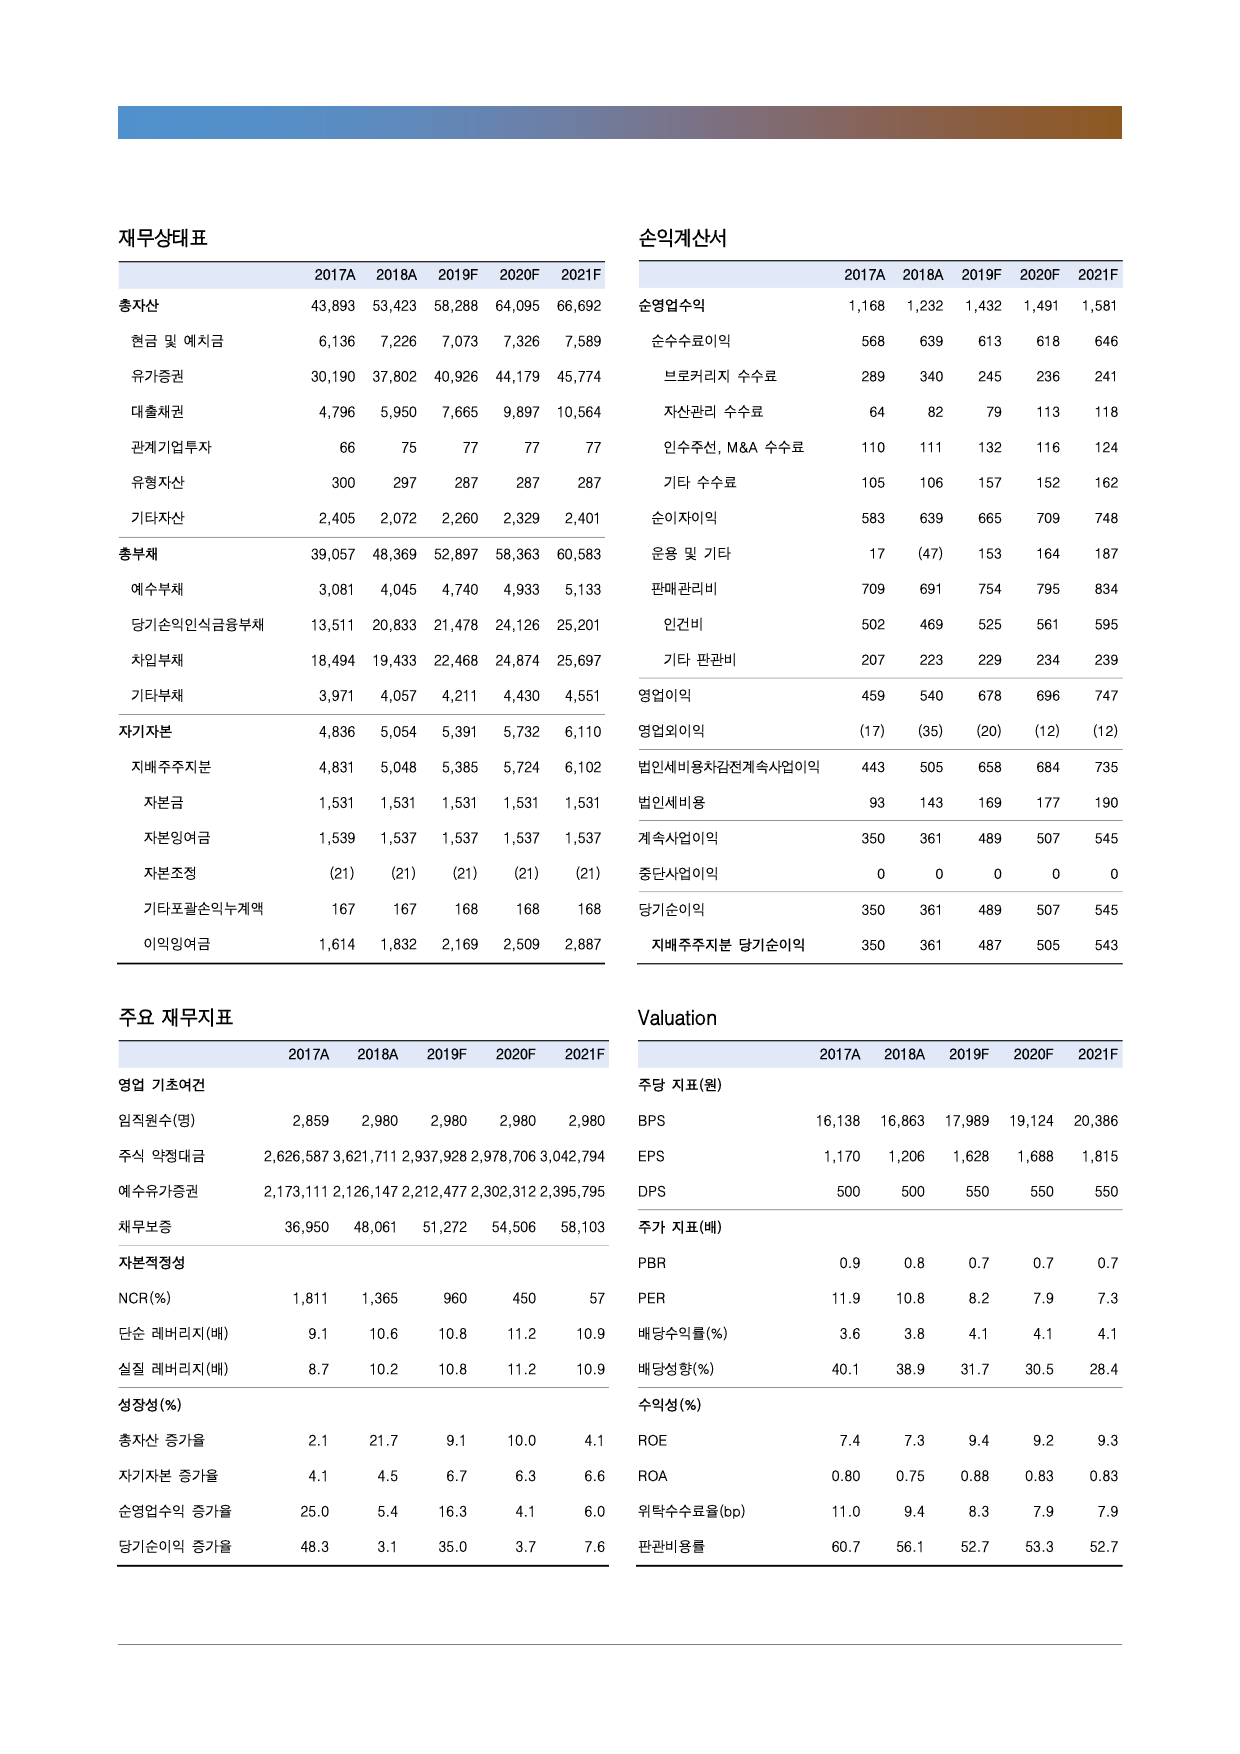 재무상태표
2017A 2018A 2019F 2020F 2021F
총자산 43,893 53,423 58,288 64,095 66,692
현금 및 예치금 6,136 7,226 7,073 7,326 7,589
유가증권 30,190 37,802 40,926 44,179 45,774
대출채권 4,796 5,950 7,665 9,897 10,564
관계기업투자 66 75 77 77 77
유형자산 300 297 287 287 287
기타자산 2,405 2,072 2,260 2,329 2,401
총부채 39,057 48,369 52,897 58,363 60,583
예수부채 3,081 4,045 4,740 4,933 5,133
당기손익인식금융부채 13,511 20,833 21,478 24,126 25,201
차입부채 18,494 19,433 22,468 24,874 25,697
기타부채 3,971 4,057 4,211 4,430 4,551
자기자본 4,836 5,054 5,391 5,732 6,110
지배주주지분 4,831 5,048 5,385 5,724 6,102
자본금 1,531 1,531 1,531 1,531 1,531
자본잉여금 1,539 1,537 1,537 1,537 1,537
자본조정 (21) (21) (21) (21) (21)
기타포괄손익누계액 167 167 168 168 168
이익잉여금 1,614 1,832 2,169 2,509 2,887
손익계산서
2017A 2018A 2019F 2020F 2021F
순영업수익 1,168 1,232 1,432 1,491 1,581
순수수료이익 568 639 613 618 646
브로커리지 수수료 289 340 245 236 241
자산관리 수수료 64 82 79 113 118
인수주선, M&A 수수료 110 111 132 116 124
기타 수수료 105 106 157 152 162
순이자이익 583 639 665 709 748
운용 및 기타 17 (47) 153 164 187
판매관리비 709 691 754 795 834
인건비 502 469 525 561 595
기타 판관비 207 223 229 234 239
영업이익 459 540 678 696 747
영업외이익 (17) (35) (20) (12) (12)
법인세비용차감전계속사업이익 443 505 658 684 735
법인세비용 93 143 169 177 190
계속사업이익 350 361 489 507 545
중단사업이익 0 0 0 0 0
당기순이익 350 361 489 507 545
지배주주지분 당기순이익 350 361 487 505 543
주요 재무지표
2017A 2018A 2019F 2020F 2021F
영업 기초여건
임직원수(명) 2,859 2,980 2,980 2,980 2,980
주식 약정대금 2,626,587 3,621,711 2,937,928 2,978,706 3,042,794
예수유가증권 2,173,111 2,126,147 2,212,477 2,302,312 2,395,795
채무보증 36,950 48,061 51,272 54,506 58,103
자본적정성
NCR(%) 1,811 1,365 960 450 57
단순 레버리지(배) 9.1 10.6 10.8 11.2 10.9
실질 레버리지(배) 8.7 10.2 10.8 11.2 10.9
성장성(%)
총자산 증가율 2.1 21.7 9.1 10.0 4.1
자기자본 증가율 4.1 4.5 6.7 6.3 6.6
순영업수익 증가율 25.0 5.4 16.3 4.1 6.0
당기순이익 증가율 48.3 3.1 35.0 3.7 7.6
Valuation
2017A 2018A 2019F 2020F 2021F
주당 지표(원)
BPS 16,138 16,863 17,989 19,124 20,386
EPS 1,170 1,206 1,628 1,688 1,815
DPS 500 500 550 550 550
주가 지표(배)
PBR 0.9 0.8 0.7 0.7 0.7
PER 11.9 10.8 8.2 7.9 7.3
배당수익률(%) 3.6 3.8 4.1 4.1 4.1
배당성향(%) 40.1 38.9 31.7 30.5 28.4
수익성(%)
ROE 7.4 7.3 9.4 9.2 9.3
ROA 0.80 0.75 0.88 0.83 0.83
위탁수수료율(bp) 11.0 9.4 8.3 7.9 7.9
판관비용률 60.7 56.1 52.7 53.3 52.7